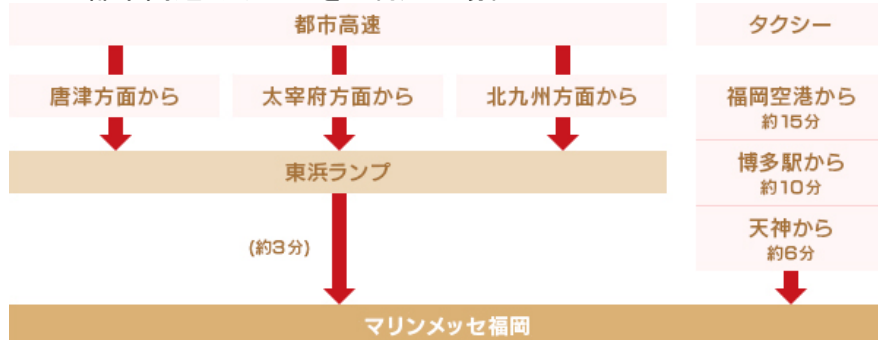 都市高速
タクシー
唐津方面から
太宰府方面から
北九州方面から
福岡空港から
約15分
東浜ランプ
博多駅から
約10分
天神から
約6分
(約3分)
マリンメッセ福岡